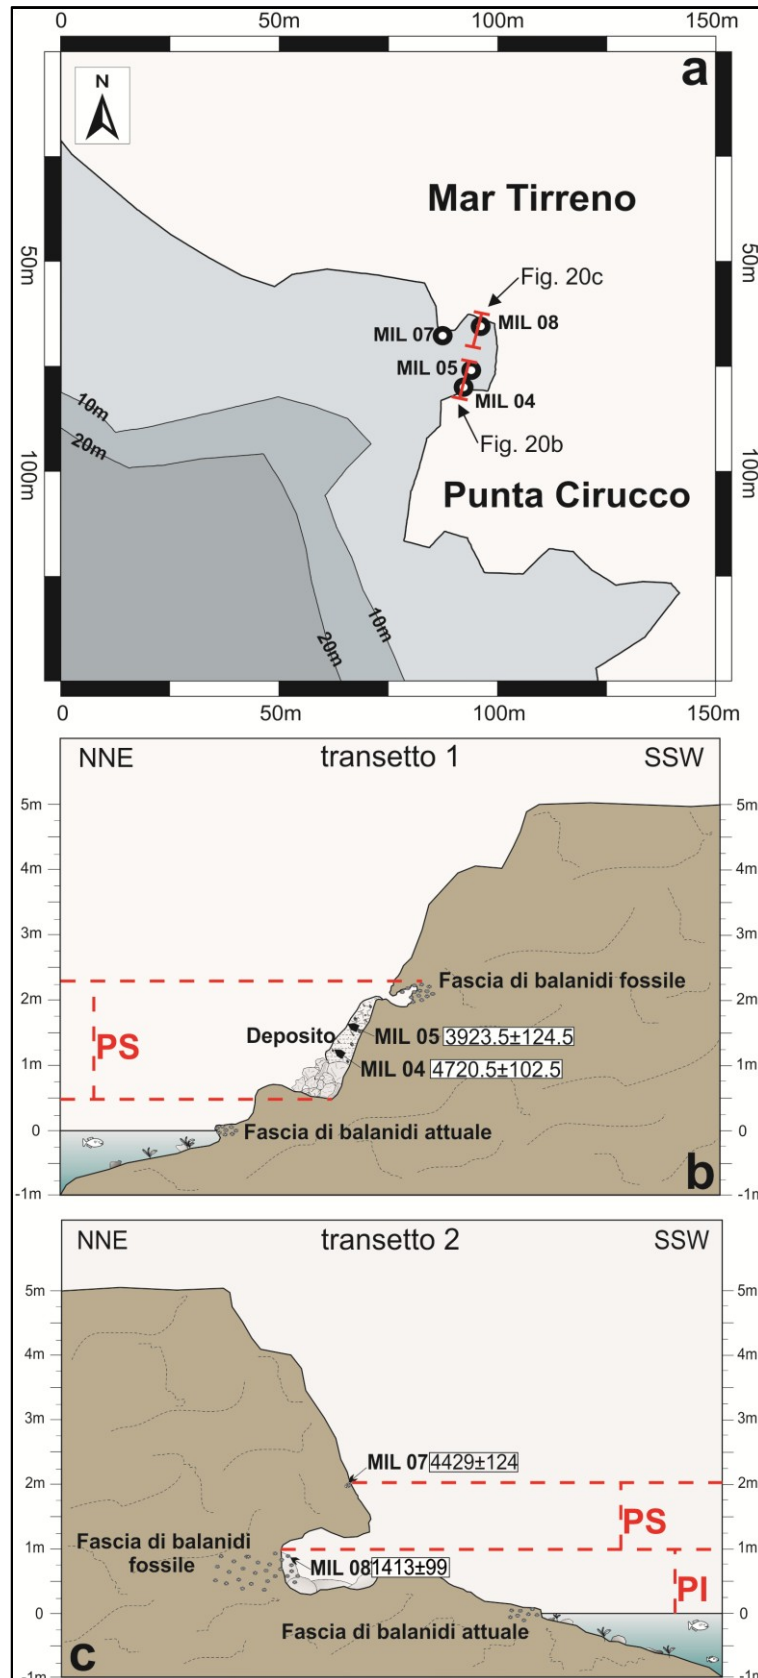 0 50m 100m 150m
a
N
Mar Tirreno
50m
50m
Fig. 20c
MIL 07
MIL 08
MIL 05
MIL 04
10m
Fig. 20b
20m
100m
100m
Punta Cirucco
10m
20m
0 50m 100m 150m
NNE transetto 1 SSW
5m 5m
4m 4m
3m 3m
Fascia di balanidi fossile
2m 2m
Deposito
MIL 05 3923.5±124.5
PS
1m 1m
MIL 04 4720.5±102.5
0 0
Fascia di balanidi attuale
b
-1m -1m
NNE transetto 2 SSW
5m 5m
4m 4m
3m 3m
MIL 07 4429±124
2m 2m
PS
Fascia di balanidi
fossile
1m 1m
MIL 08 1413±99
PI
0 0
Fascia di balanidi attuale
c
-1m -1m